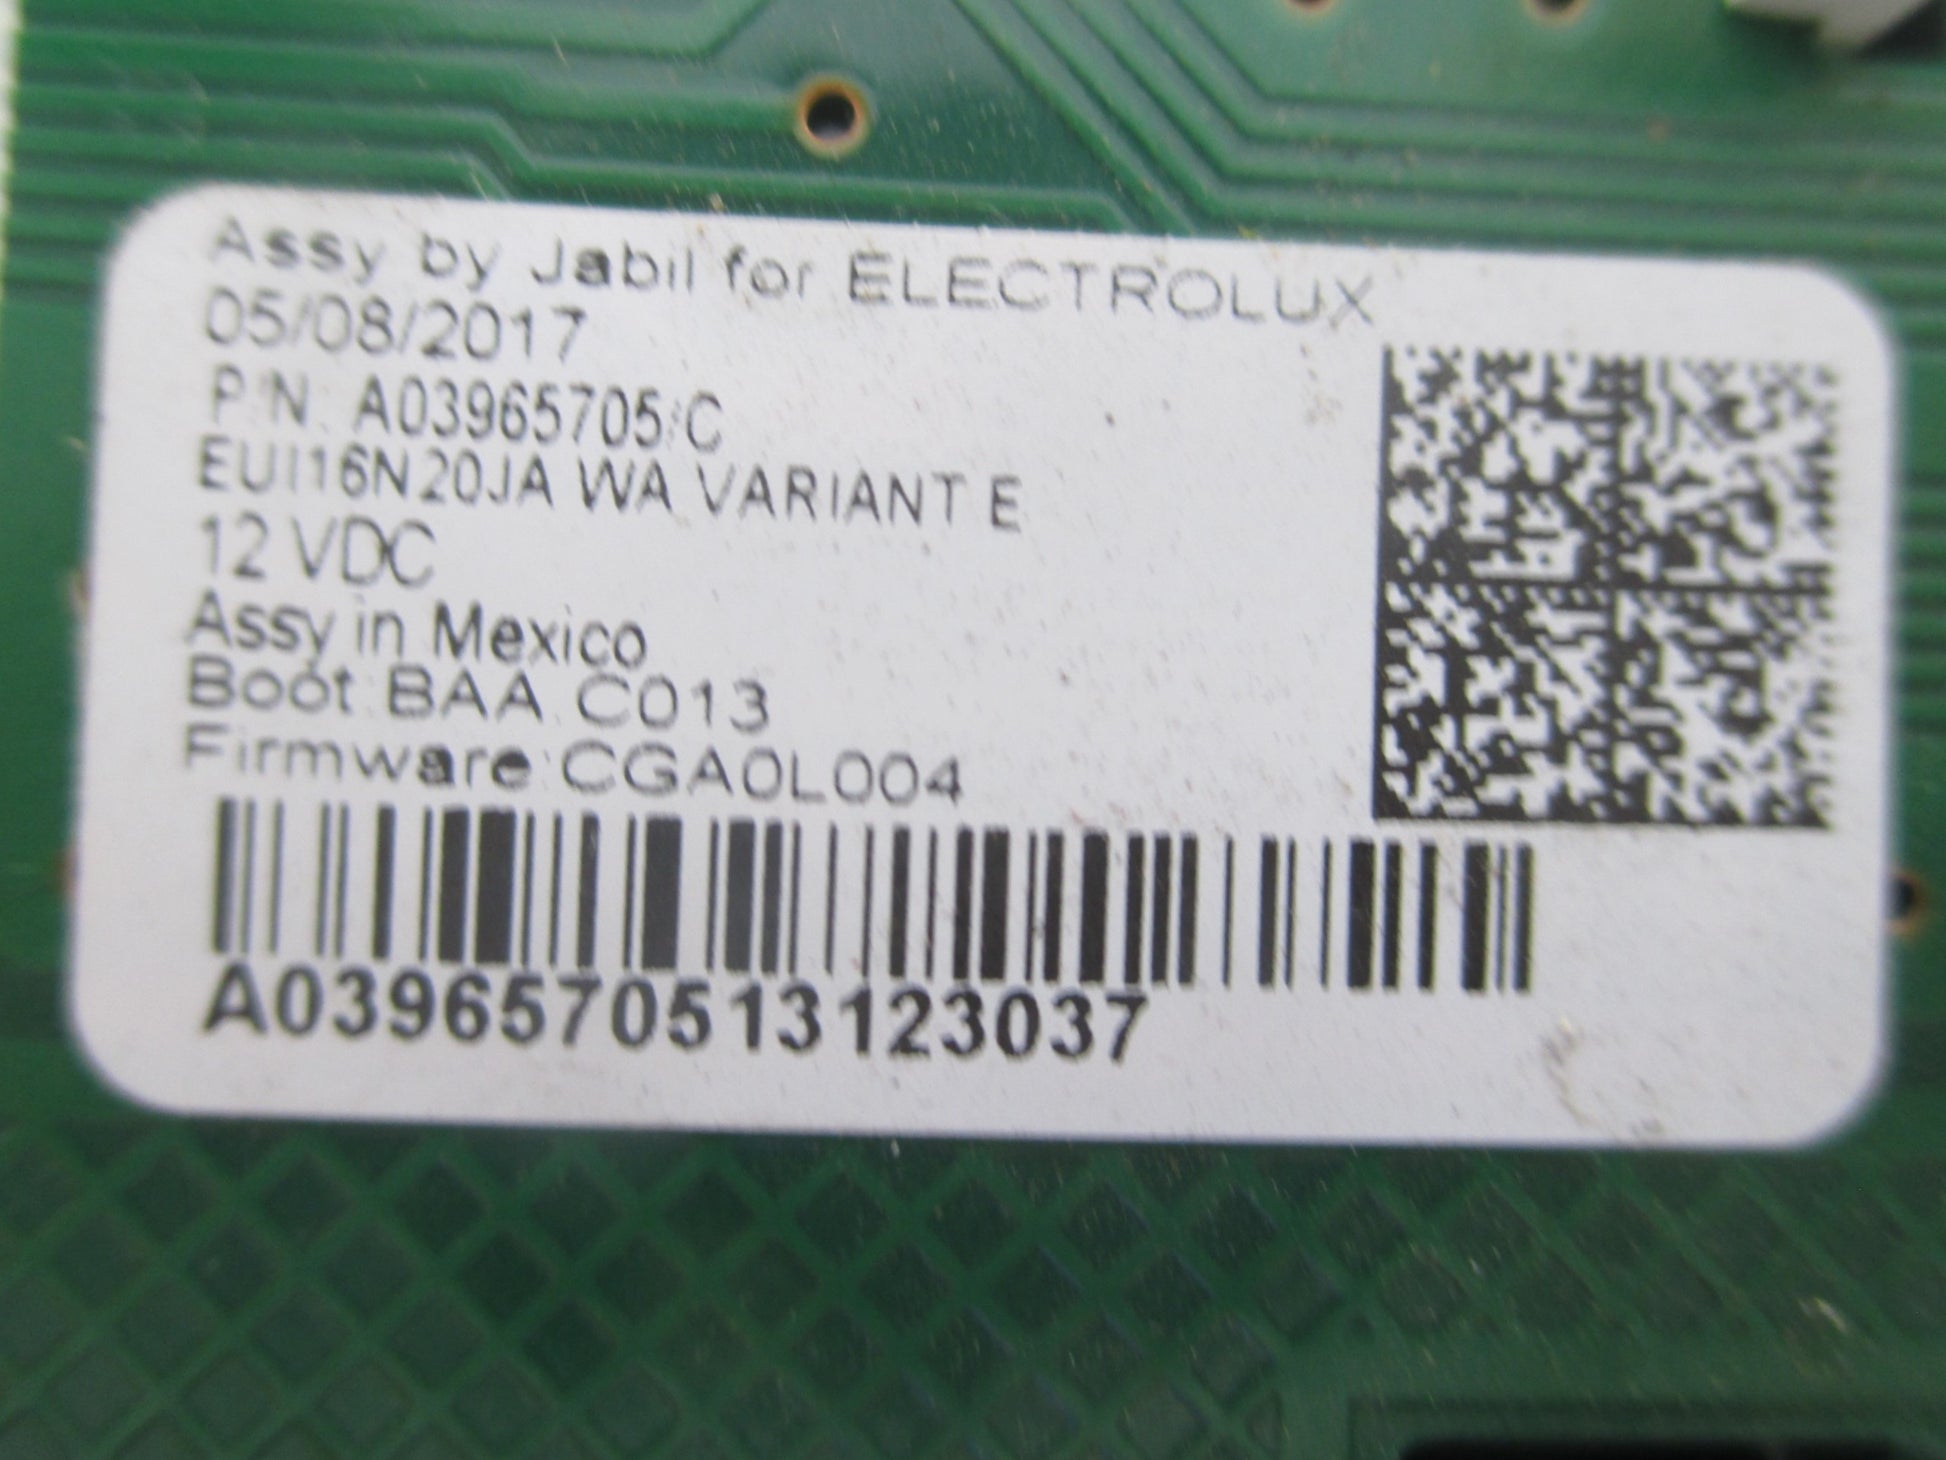 Assy by Jabil for ELECTROLUX
05/08/2017
P/N: A03965705/C
EUI16N20JA WA VARIANT E
12 VDC
Assy in Mexico
Boot:BAA.C013
Firmware:CGA0L004
A0396570513123037